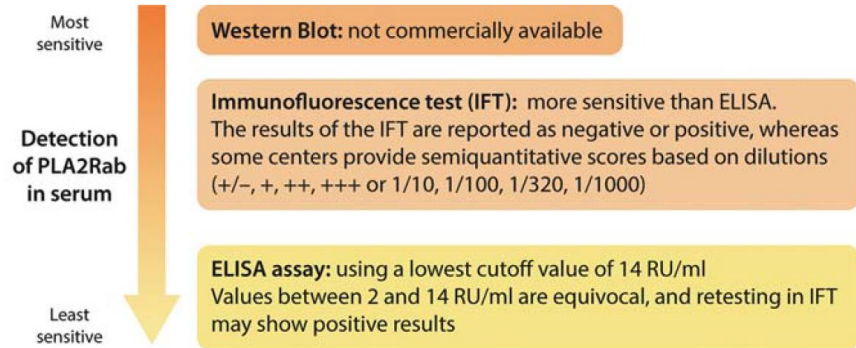 Most
sensitive
Detection
of PLA2Rab
in serum
Least
sensitive
Western Blot: not commercially available
Immunofluorescence test (IFT): more sensitive than ELISA.
The results of the IFT are reported as negative or positive, whereas
some centers provide semiquantitative scores based on dilutions
(+/–, +, ++, +++ or 1/10, 1/100, 1/320, 1/1000)
ELISA assay: using a lowest cutoff value of 14 RU/ml
Values between 2 and 14 RU/ml are equivocal, and retesting in IFT
may show positive results